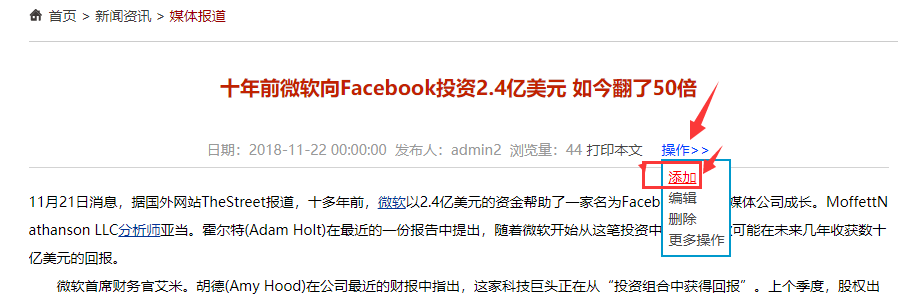 首页 > 新闻资讯 > 媒体报道
十年前微软向Facebook投资2.4亿美元 如今翻了50倍
日期：2018-11-22 00:00:00 发布人：admin2 浏览量：44 打印本文 操作>>
添加
编辑
删除
更多操作
11月21日消息，据国外网站TheStreet报道，十多年前，微软以2.4亿美元的资金帮助了一家名为Faceb 媒体公司成长。MoffettN
athanson LLC分析师亚当。霍尔特(Adam Holt)在最近的一份报告中提出，随着微软开始从这笔投资中 可能在未来几年收获数十
亿美元的回报。
微软首席财务官艾米。胡德(Amy Hood)在公司最近的财报中指出，这家科技巨头正在从“投资组合中获得回报”。上个季度，股权出